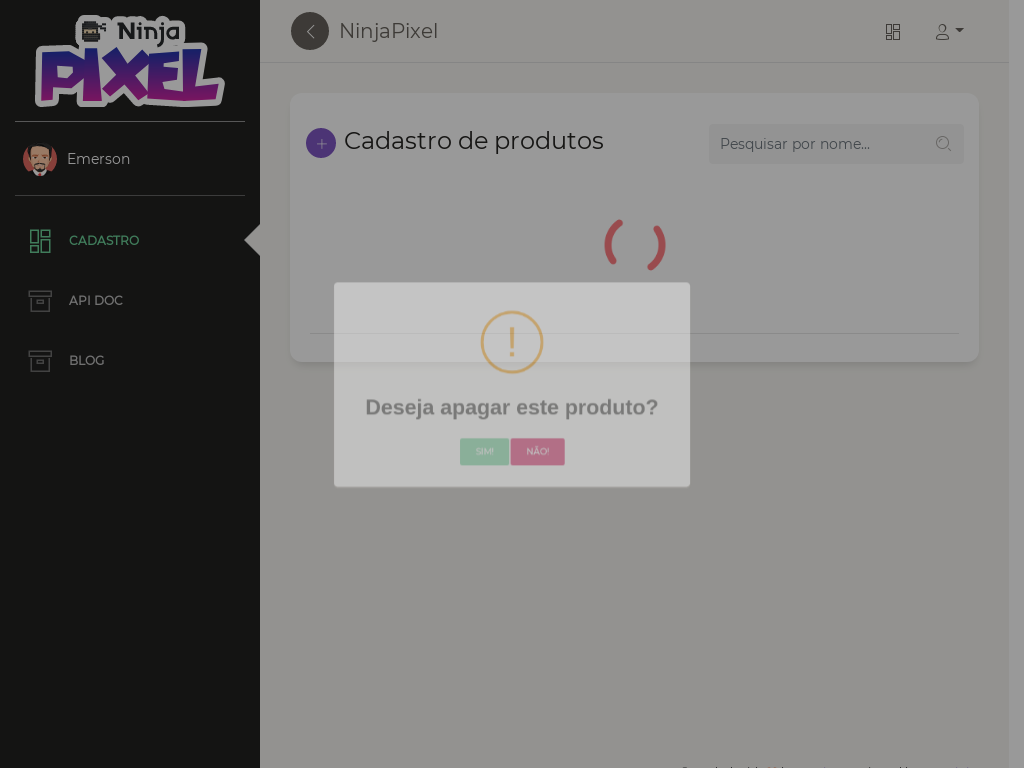 Ninja
PIXEL
NinjaPixel
Emerson
Cadastro de produtos
Pesquisar por nome...
CADASTRO
API DOC
BLOG
Deseja apagar este produto?
SIM!
NÃO!